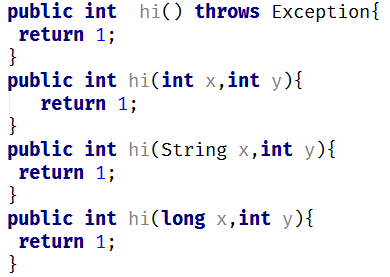 public int  hi() throws Exception{
 return 1;
}
public int hi(int x,int y){
   return 1;
}
public int hi(String x,int y){
 return 1;
}
public int hi(long x,int y){
 return 1;
}